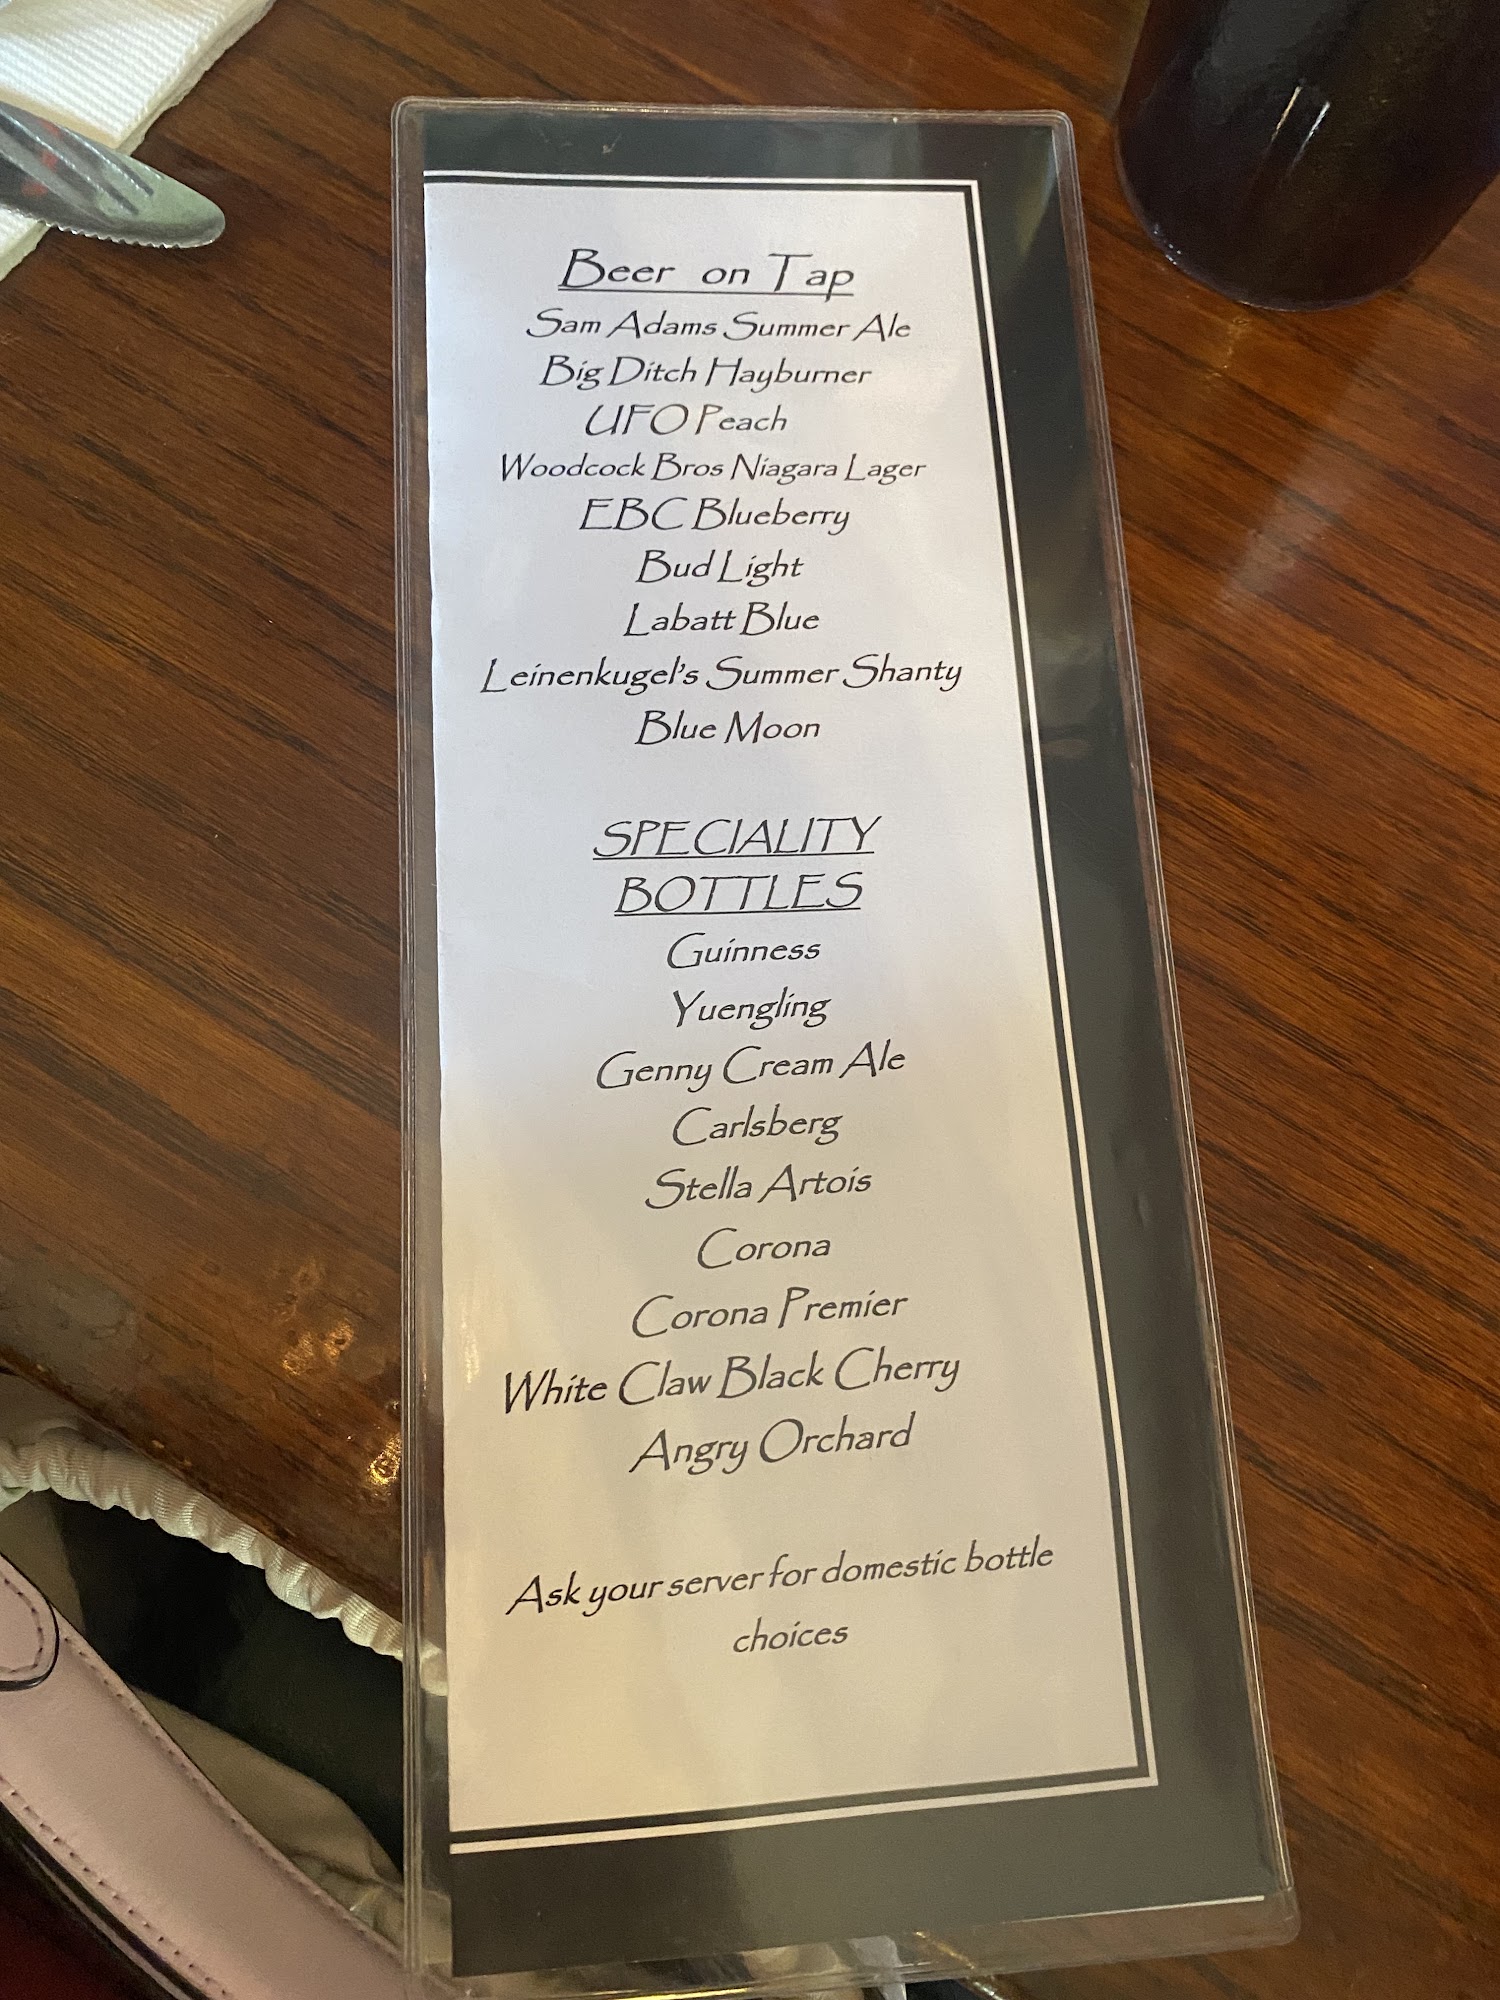 Beer on Tap
Sam Adams Summer Ale
Big Ditch Hayburner
UFO Peach
Woodcock Bros Niagara Lager
EBC Blueberry
Bud Light
Labatt Blue
Leinenkugel's Summer Shanty
Blue Moon
SPECIALITY
BOTTLES
Guinness
Yuengling
Genny Cream Ale
Carlsberg
Stella Artois
Corona
Corona Premier
White Claw Black Cherry
Angry Orchard
Ask your server for domestic bottle
choices